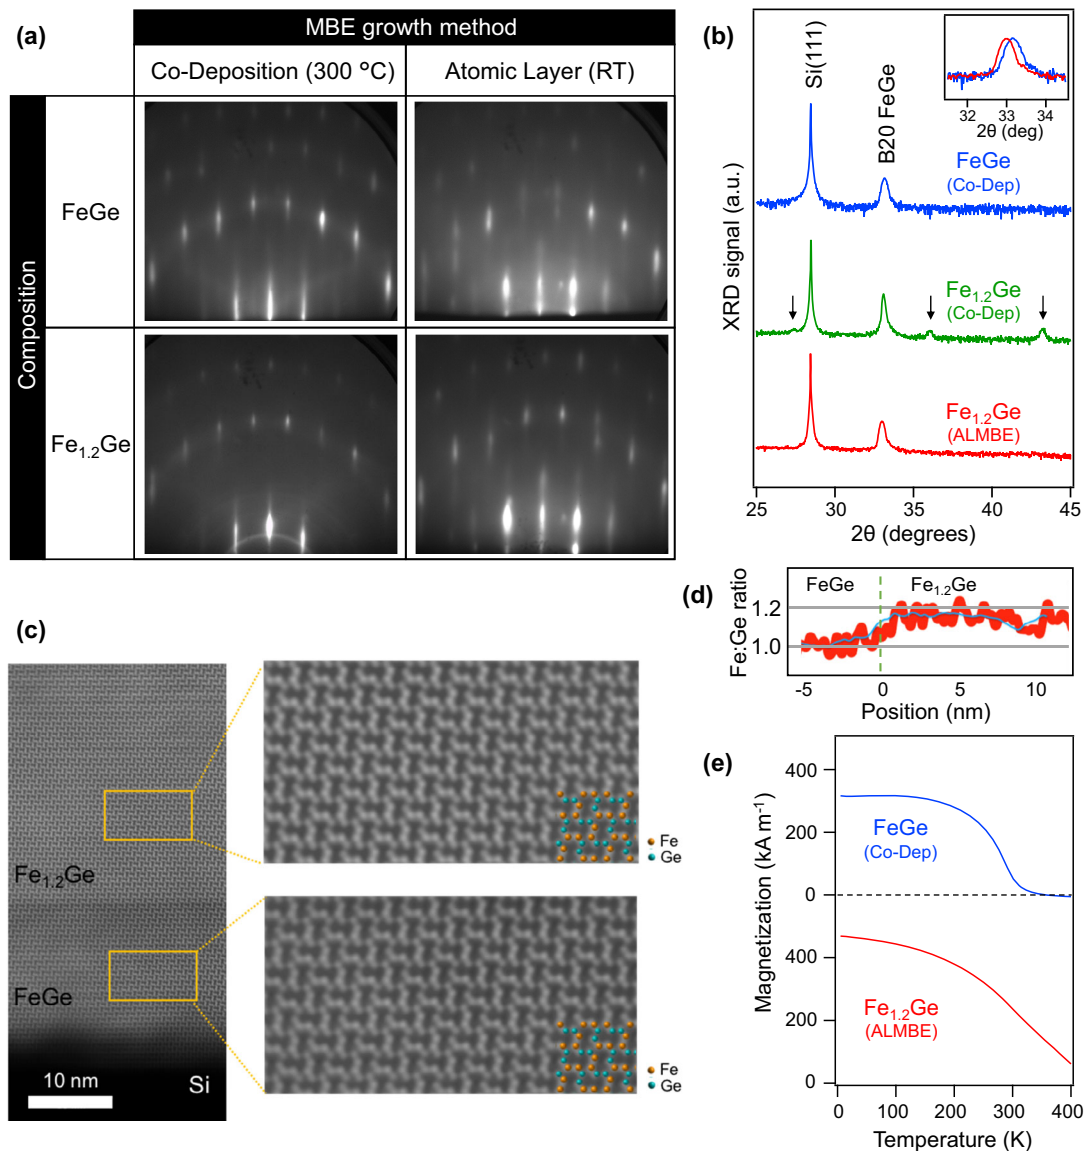 (a)
MBE growth method
Co-Deposition (300 °C)
Atomic Layer (RT)
Composition
FeGe
Fe1.2Ge
(b)
XRD signal (a.u.)
Si(111)
B20 FeGe
32 33 34
2θ (deg)
FeGe
(Co-Dep)
Fe1.2Ge
(Co-Dep)
Fe1.2Ge
(ALMBE)
25 30 35 40 45
2θ (degrees)
(c)
Fe1.2Ge
FeGe
10 nm
Si
Fe
Ge
Fe
Ge
(d)
Fe:Ge ratio
FeGe
Fe1.2Ge
1.2
1.0
-5 0 5 10
Position (nm)
(e)
Magnetization (kA m-1)
400
200
0
400
200
0
FeGe
(Co-Dep)
Fe1.2Ge
(ALMBE)
0 100 200 300 400
Temperature (K)